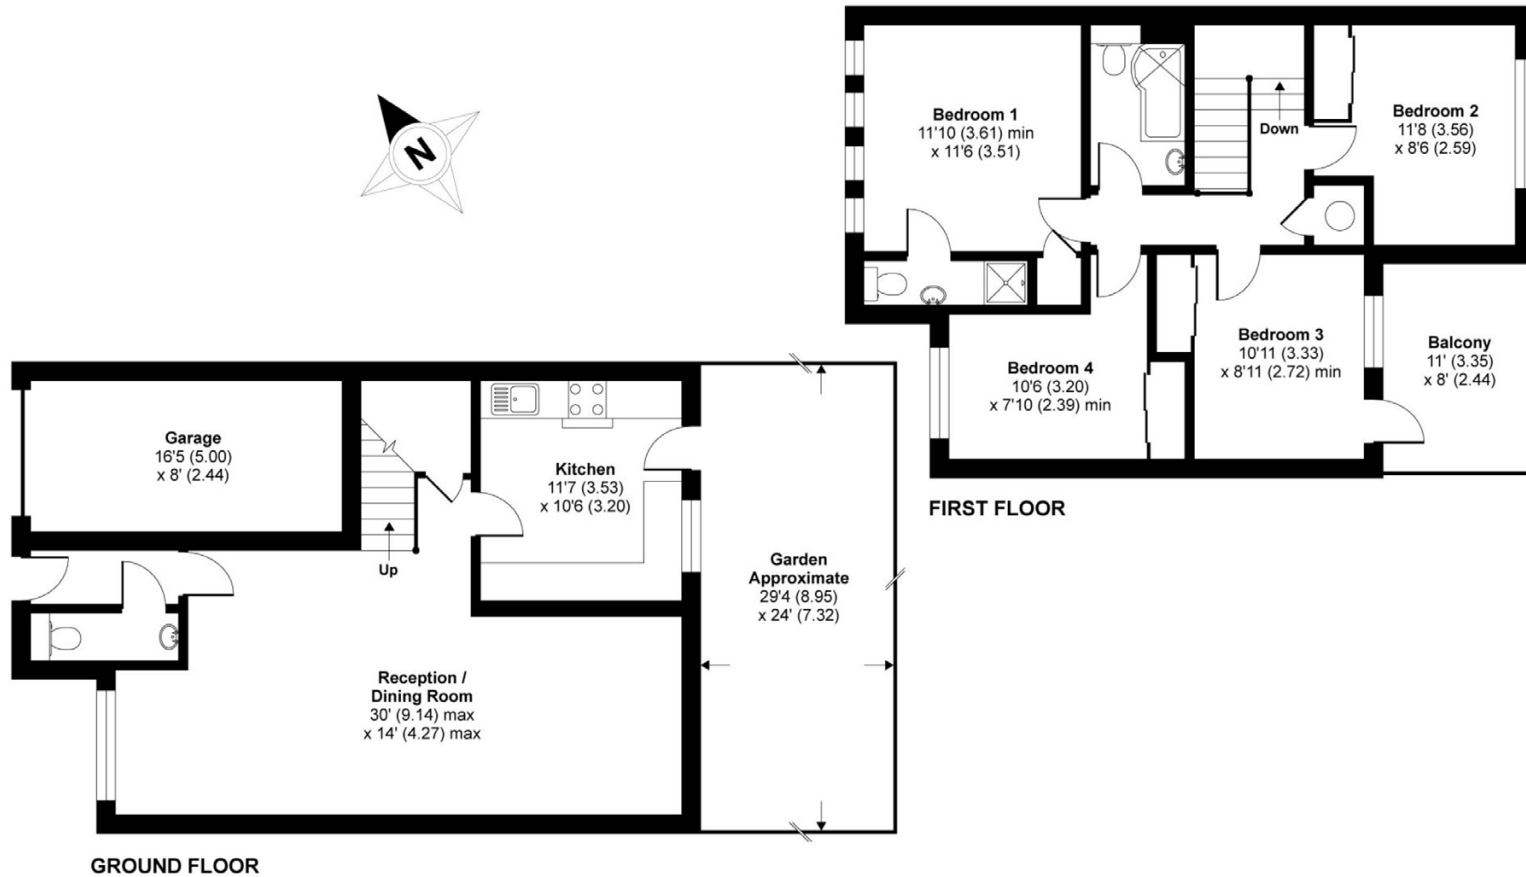 N
Bedroom 1
11'10 (3.61) min
x 11'6 (3.51)
Down
Bedroom 2
11'8 (3.56)
x 8'6 (2.59)
Bedroom 3
10'11 (3.33)
x 8'11 (2.72) min
Balcony
11' (3.35)
x 8' (2.44)
Bedroom 4
10'6 (3.20)
x 7'10 (2.39) min
FIRST FLOOR
Garage
16'5 (5.00)
x 8' (2.44)
Kitchen
11'7 (3.53)
x 10'6 (3.20)
Up
Garden
Approximate
29'4 (8.95)
x 24' (7.32)
Reception /
Dining Room
30' (9.14) max
x 14' (4.27) max
GROUND FLOOR